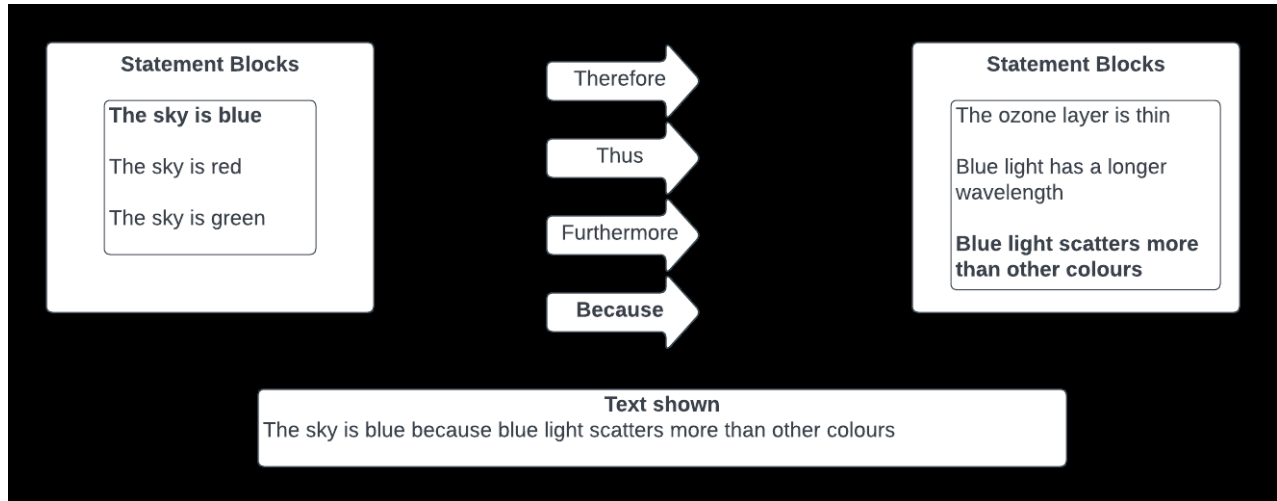 Statement Blocks
The sky is blue
The sky is red
The sky is green
Therefore
Thus
Furthermore
Because
Statement Blocks
The ozone layer is thin
Blue light has a longer
wavelength
Blue light scatters more
than other colours
Text shown
The sky is blue because blue light scatters more than other colours